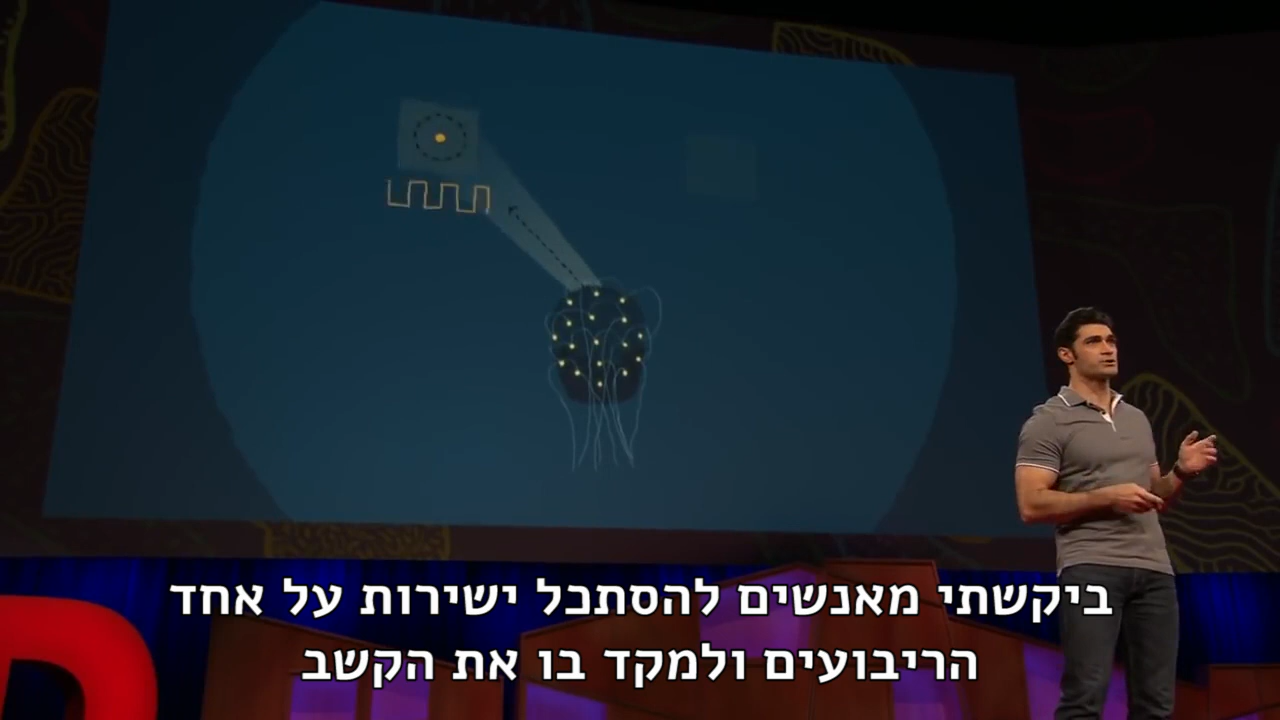 ביקשתי מאנשים להסתכל ישירות על אחד
הריבועים ולמקד בו את הקשב